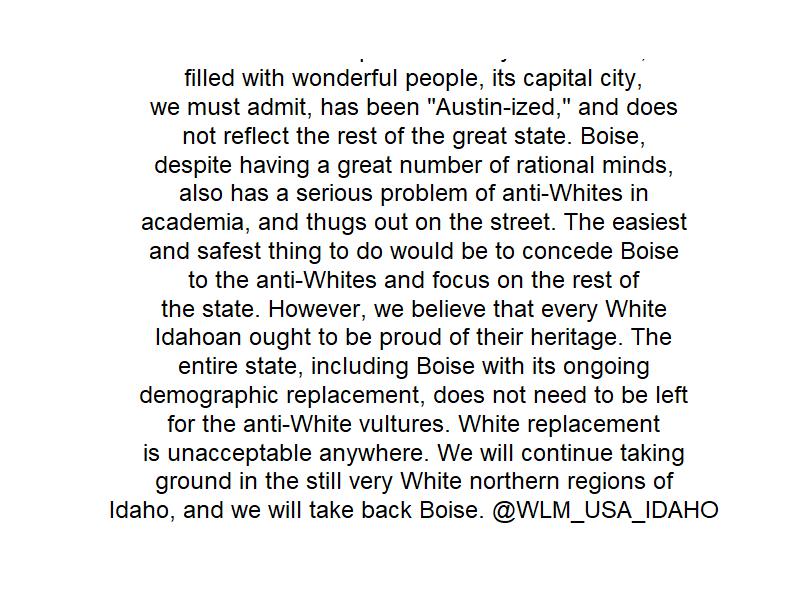 filled with wonderful people, its capital city,
we must admit, has been "Austin-ized," and does
not reflect the rest of the great state. Boise,
despite having a great number of rational minds,
also has a serious problem of anti-Whites in
academia, and thugs out on the street. The easiest
and safest thing to do would be to concede Boise
to the anti-Whites and focus on the rest of
the state. However, we believe that every White
Idahoan ought to be proud of their heritage. The
entire state, including Boise with its ongoing
demographic replacement, does not need to be left
for the anti-White vultures. White replacement
is unacceptable anywhere. We will continue taking
ground in the still very White northern regions of
Idaho, and we will take back Boise. @WLM_USA_IDAHO